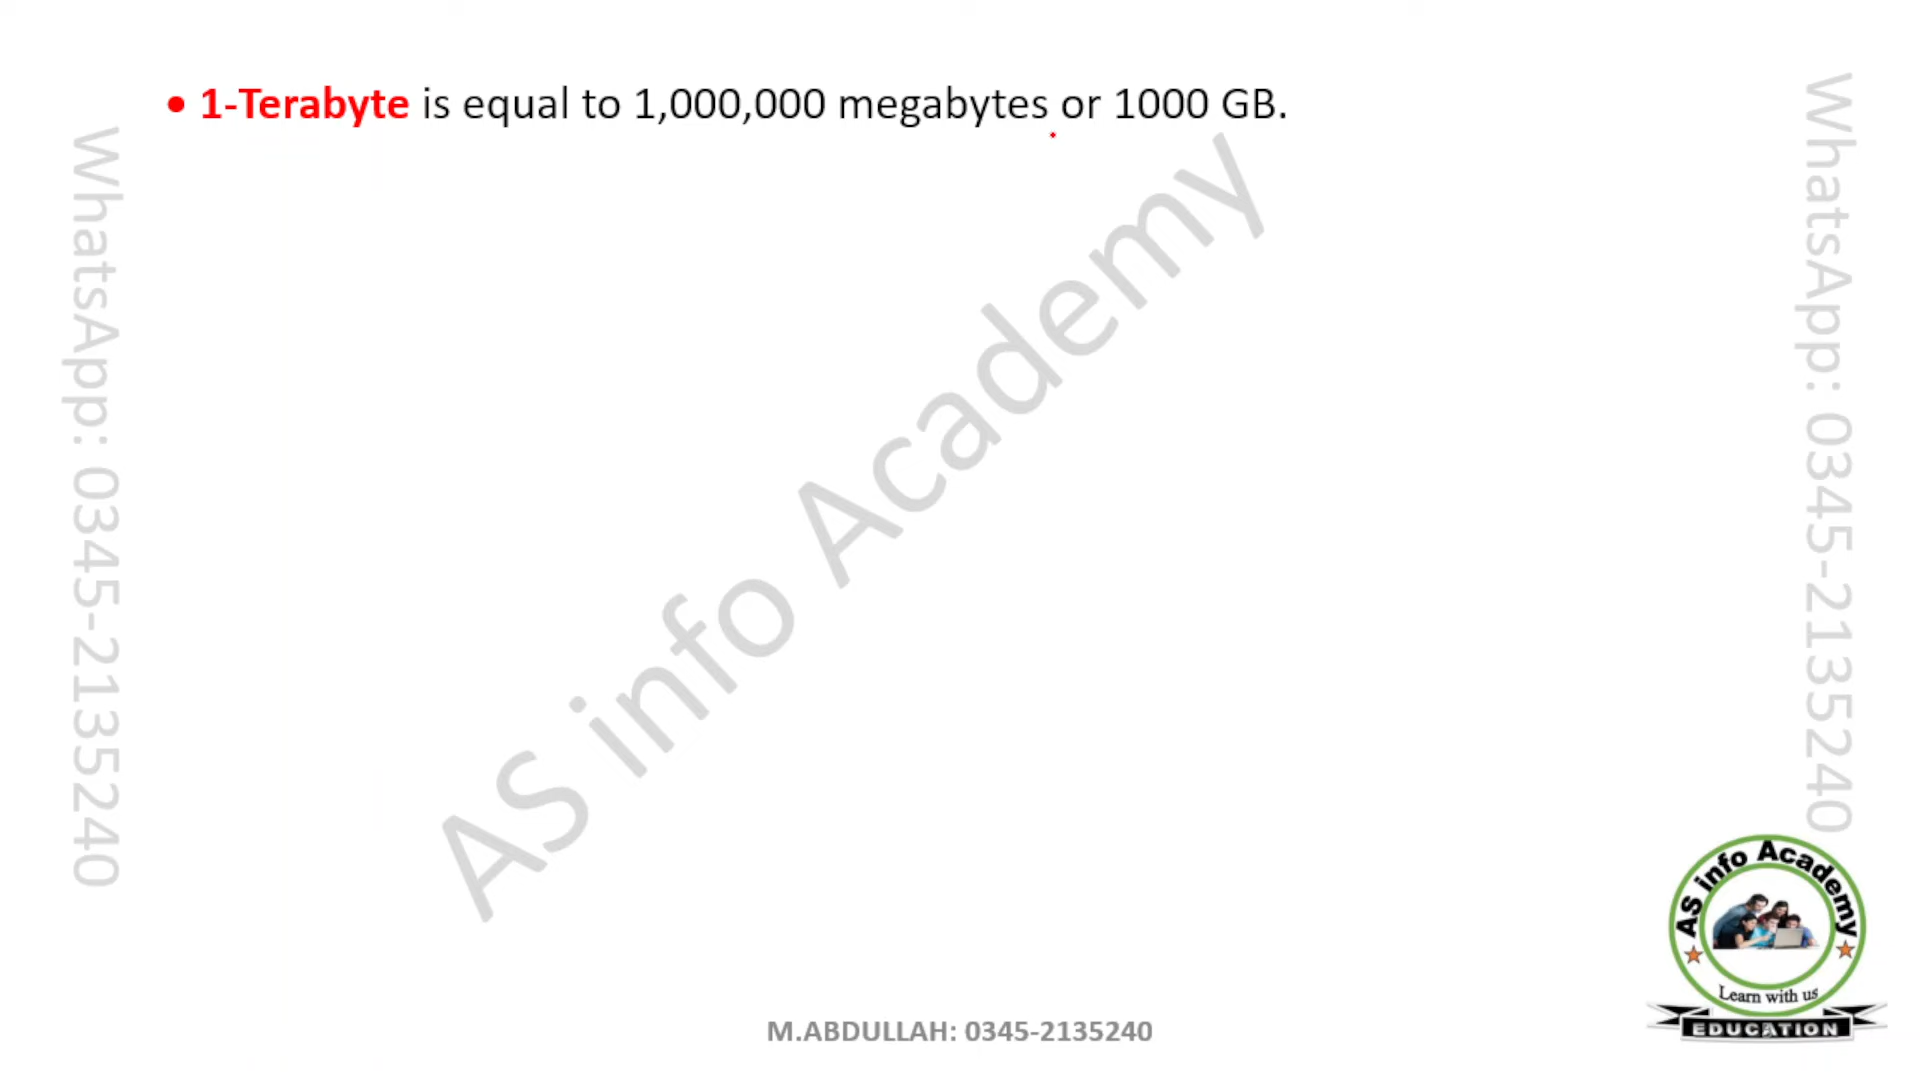 • 1-Terabyte is equal to 1,000,000 megabytes or 1000 GB.
WhatsApp: 0345-2135240
AS info Academy
WhatsApp: 0345-2135240
AS info Academy
Learn with us
EDUCATION
M.ABDULLAH: 0345-2135240